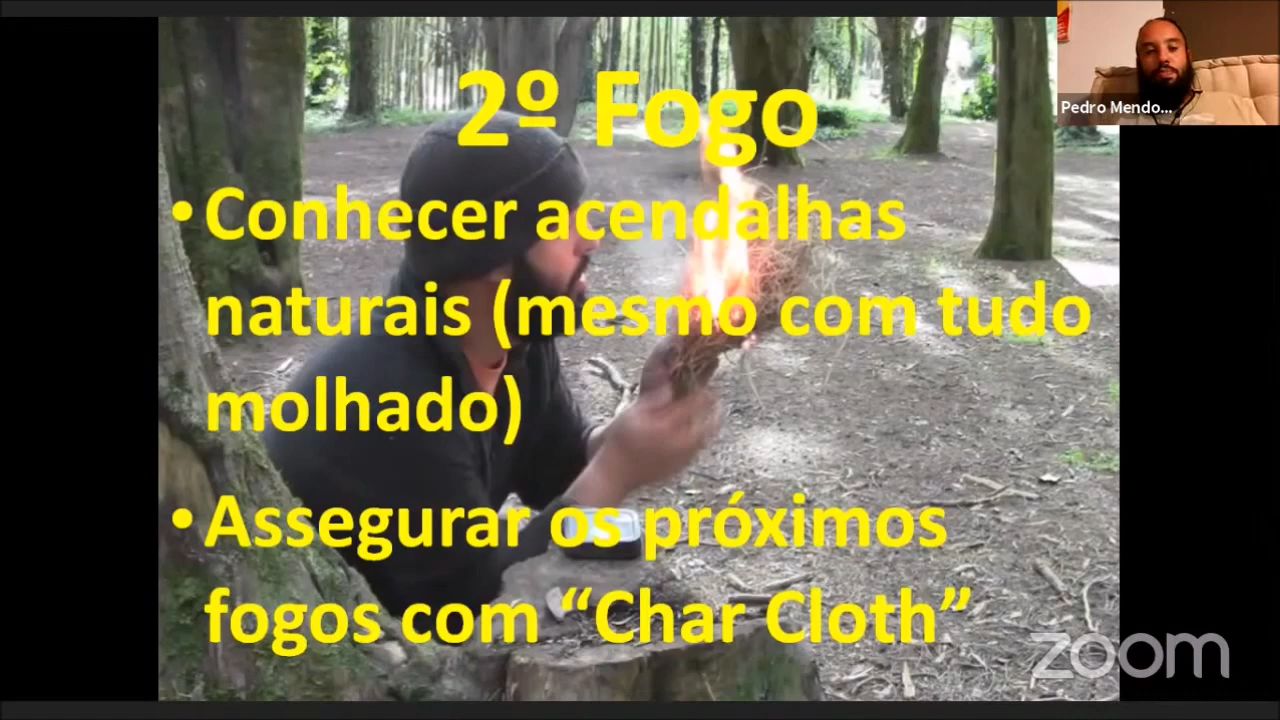 2º Fogo
Pedro Mendo...
• Conhecer acendalhas
naturais (mesmo com tudo
molhado)
• Assegurar os próximos
fogos com “Char Cloth”
zoom